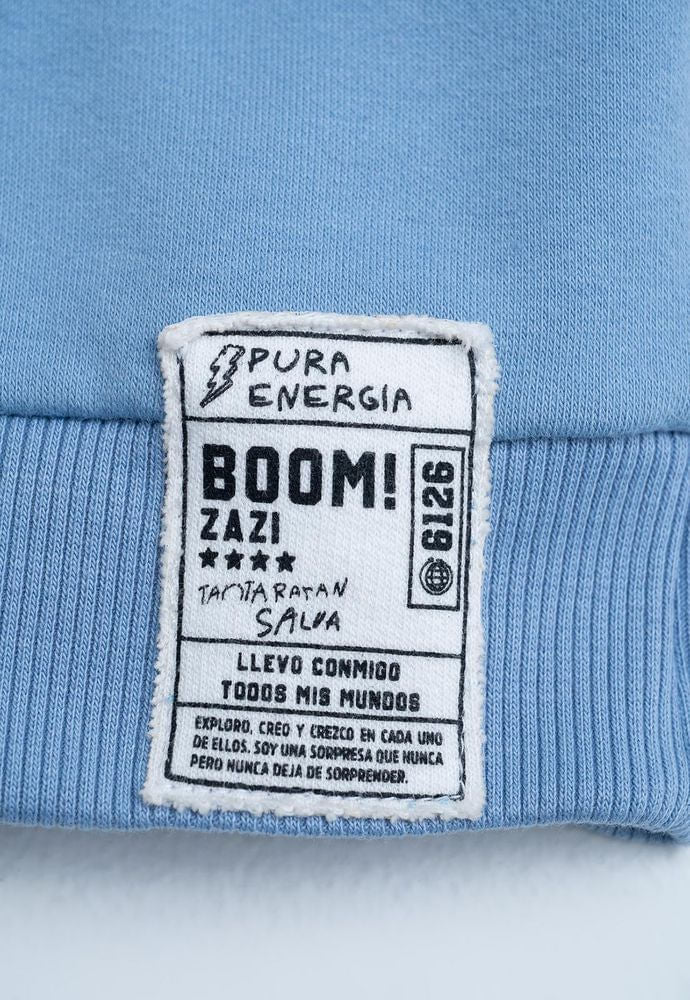 PURA
ENERGIA
BOOM!
ZAZI
6126
TANTARATAN
SALVA
LLEVO CONMIGO
TODOS MIS MUNDOS
EXPLORO, CREO Y CREZCO EN CADA UNO
DE ELLOS. SOY UNA SORPRESA QUE NUNCA
PERO NUNCA DEJA DE SORPRENDER.